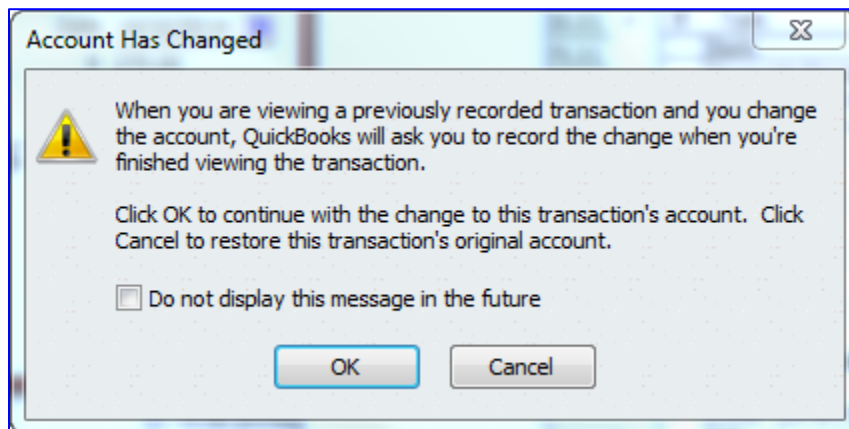 Account Has Changed
When you are viewing a previously recorded transaction and you change
the account, QuickBooks will ask you to record the change when you're
finished viewing the transaction.
Click OK to continue with the change to this transaction's account. Click
Cancel to restore this transaction's original account.
Do not display this message in the future
OK
Cancel